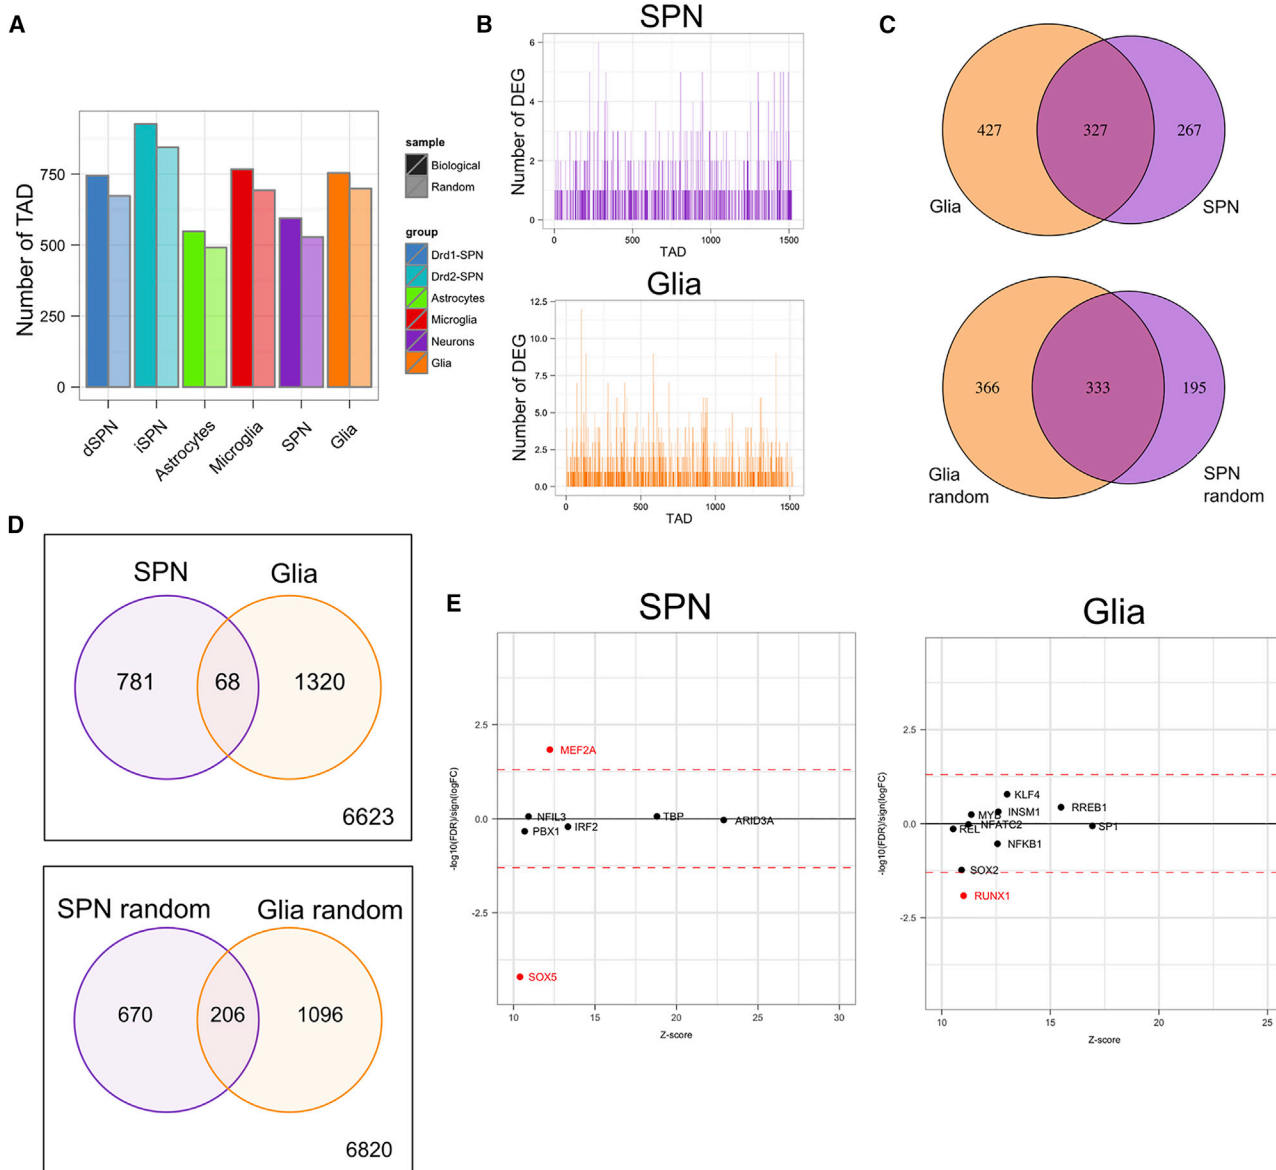 A
Number of TAD
750
500
250
0
dSPN
iSPN
Astrocytes
Microglia
SPN
Glia
sample
Biological
Random
group
Drd1-SPN
Drd2-SPN
Astrocytes
Microglia
Neurons
Glia
B
SPN
Number of DEG
6
4
2
0
0
500
1000
1500
TAD
Glia
Number of DEG
12.5
10.0
7.5
5.0
2.5
0.0
0
500
1000
1500
TAD
C
427
327
267
Glia
SPN
366
333
195
Glia
random
SPN
random
D
SPN
Glia
781
68
1320
6623
SPN random
Glia random
670
206
1096
6820
E
SPN
-log10(FDR)/sign(logFC)
2.5
0.0
-2.5
MEF2A
NFIL3
PBX1
IRF2
TBP
ARID3A
SOX5
10
15
20
25
30
Z-score
Glia
-log10(FDR)/sign(logFC)
2.5
0.0
-2.5
KLF4
RREB1
MYB
INSM1
NFATC2
REL
SP1
NFKB1
SOX2
RUNX1
10
15
20
25
Z-score